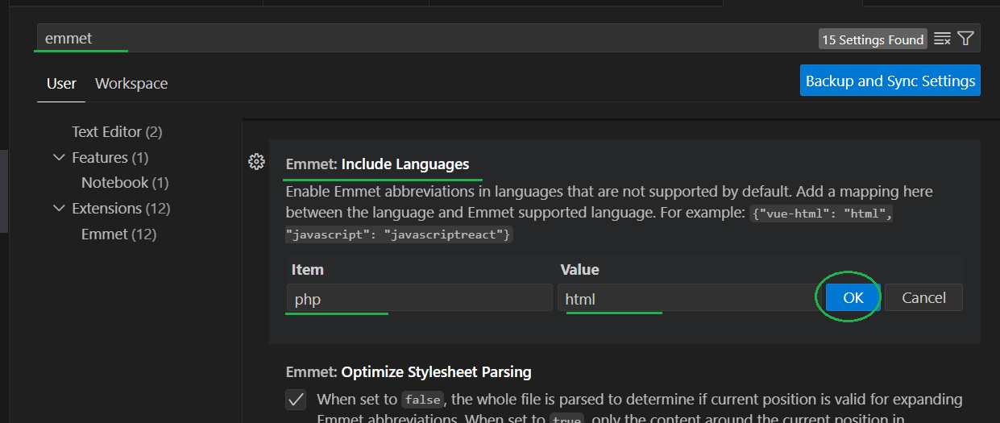 emmet
15 Settings Found
User
Workspace
Backup and Sync Settings
Text Editor (2)
Features (1)
Notebook (1)
Extensions (12)
Emmet (12)
Emmet: Include Languages
Enable Emmet abbreviations in languages that are not supported by default. Add a mapping here
between the language and Emmet supported language. For example: {"vue-html": "html",
"javascript": "javascriptreact"}
Item
Value
php
html
OK
Cancel
Emmet: Optimize Stylesheet Parsing
When set to false, the whole file is parsed to determine if current position is valid for expanding
Emmet abbreviations. When set to true, only the content around the current position in